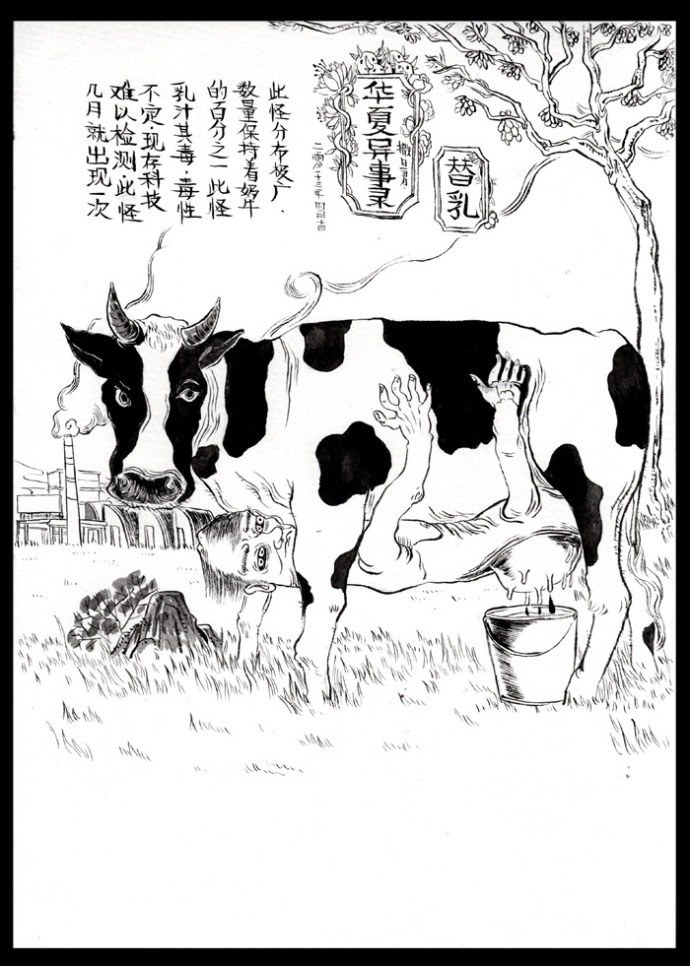 替乳
华夏异事录
此怪分布极广.
数量保持着奶牛
的百分之一 此怪
乳汁其毒.毒性
不定.现存科技
难以检测.此怪
几月就出现一次